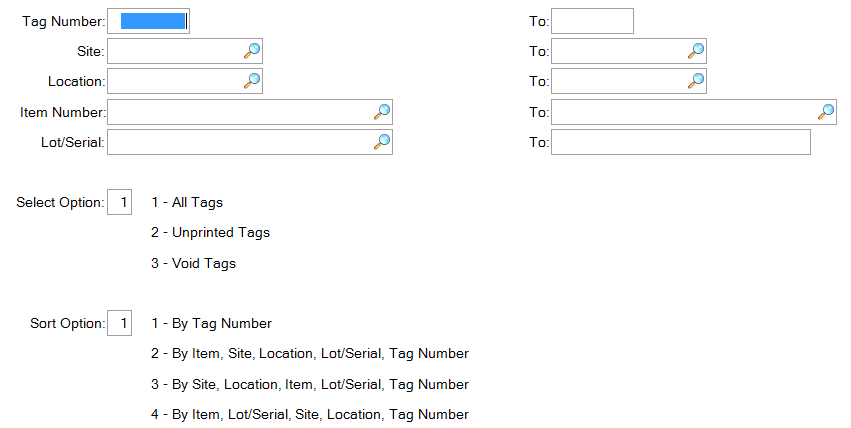 Tag Number: To:
Site: To:
Location: To:
Item Number: To:
Lot/Serial: To:
Select Option: 1 1 - All Tags
2 - Unprinted Tags
3 - Void Tags
Sort Option: 1 1 - By Tag Number
2 - By Item, Site, Location, Lot/Serial, Tag Number
3 - By Site, Location, Item, Lot/Serial, Tag Number
4 - By Item, Lot/Serial, Site, Location, Tag Number